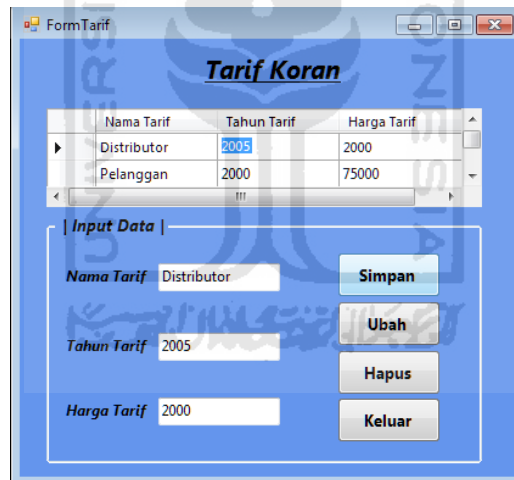 FormTarif
Tarif Koran
Nama Tarif Tahun Tarif Harga Tarif
Distributor 2005 2000
Pelanggan 2000 75000
| Input Data |
Nama Tarif Distributor
Simpan
Ubah
Tahun Tarif 2005
Hapus
Harga Tarif 2000
Keluar